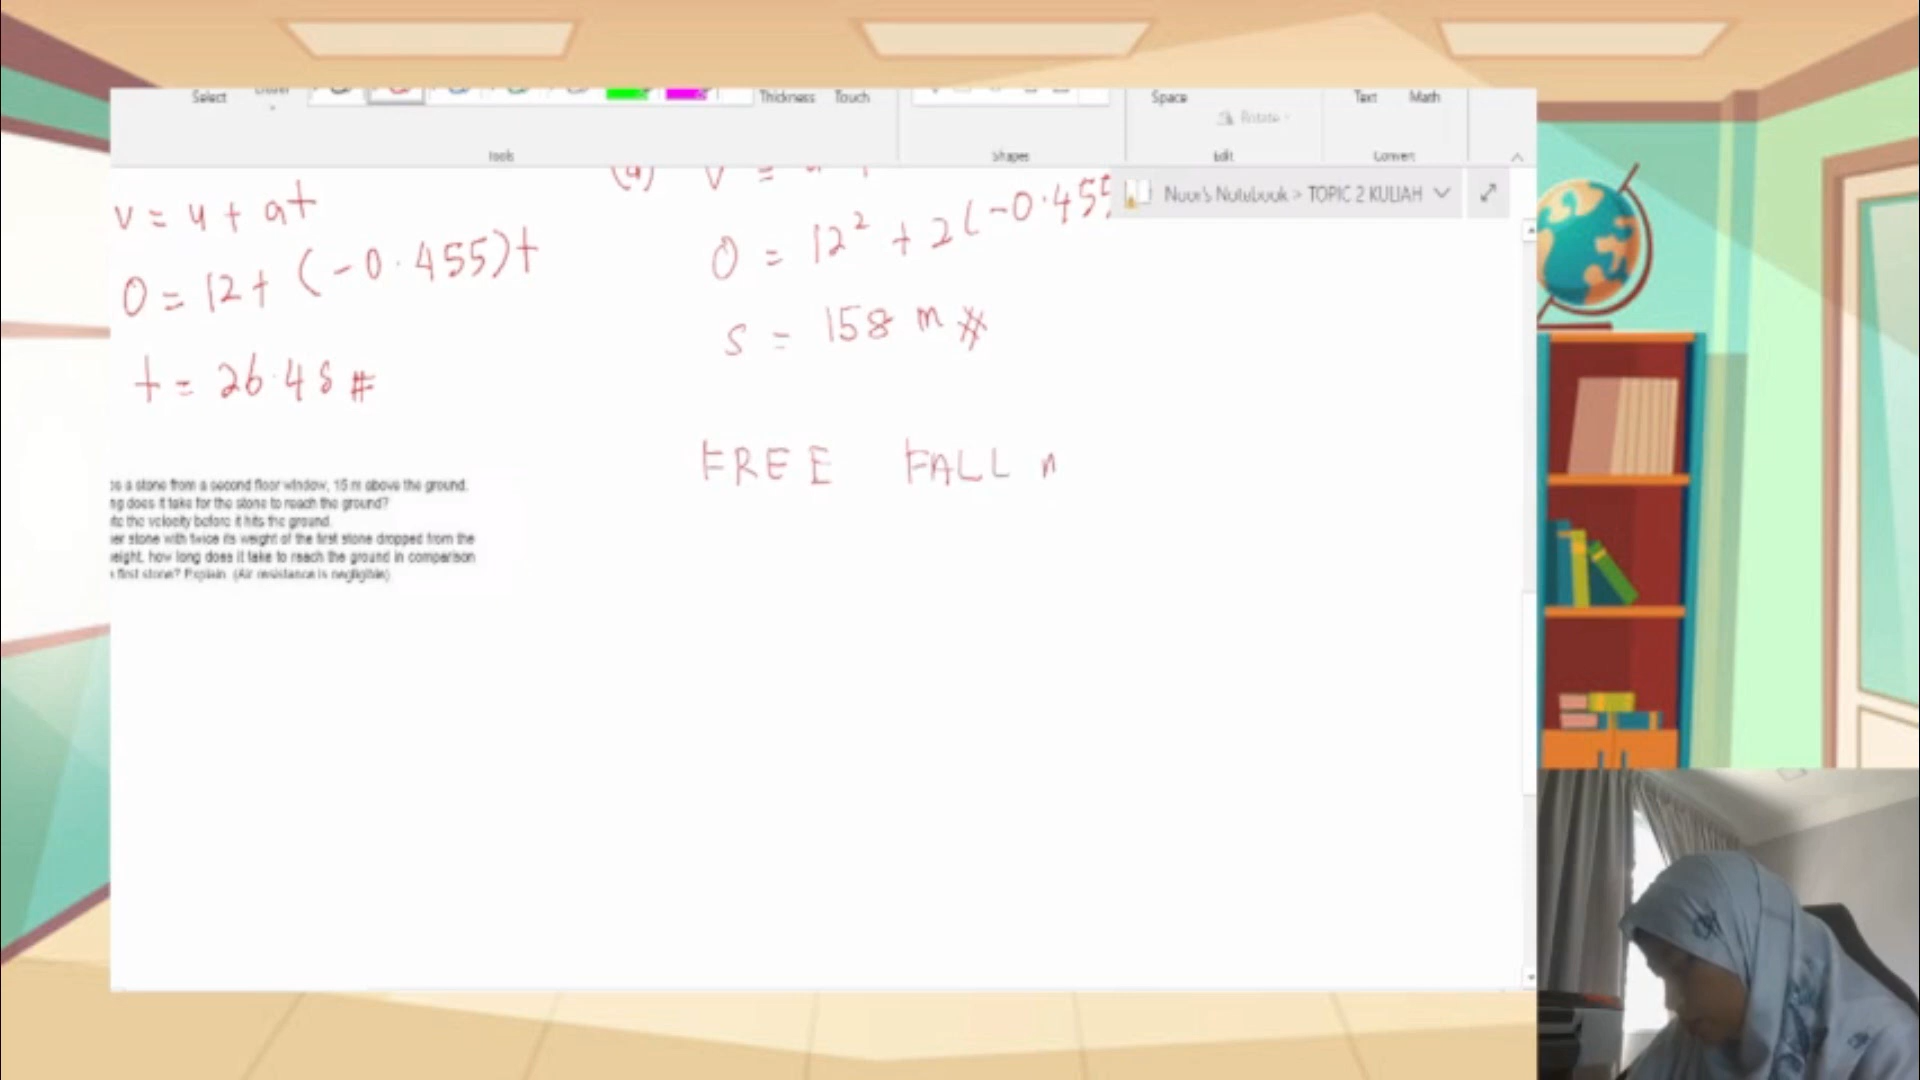 Select Thickness Touch Space Text Math
Rotate
Tools Shapes Edit Convert
Noor's Notebook > TOPIC 2 KULIAH
v = u + at
0 = 12 + (-0.455)t
t = 26.4 s #
(d) v =
0 = 12² + 2(-0.455
s = 158 m #
FREE FALL
s a stone from a second floor window, 15 m above the ground.
ng does it take for the stone to reach the ground?
te the velocity before it hits the ground.
er stone with twice its weight of the first stone dropped from the
eight, how long does it take to reach the ground in comparison
first stone? Explain. (Air resistance is negligible)